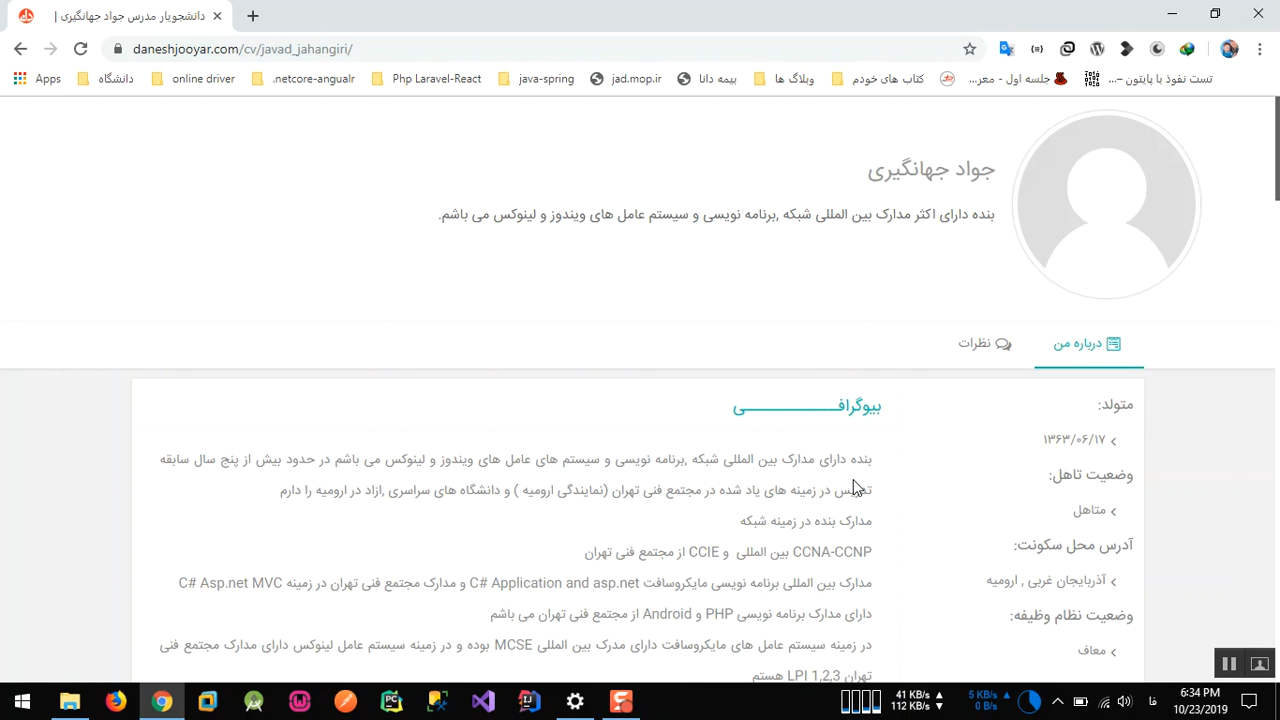 دانشجویار مدرس جواد جهانگیری |
daneshjooyar.com/cv/javad_jahangiri/
Apps
دانشگاه
online driver
.netcore-angualr
Php Laravel-React
java-spring
jad.mop.ir
بیمه دانا
وبلاگ ها
کتاب های خودم
جلسه اول - معر...
تست نفوذ با پایتون –...
جواد جهانگیری
بنده دارای اکثر مدارک بین المللی شبکه ,برنامه نویسی و سیستم عامل های ویندوز و لینوکس می باشم.
درباره من
نظرات
متولد:
۱۳۶۳/۰۶/۱۷
وضعیت تاهل:
متاهل
آدرس محل سکونت:
آذربایجان غربی , ارومیه
وضعیت نظام وظیفه:
معاف
بیوگرافـــــــــــــــی
بنده دارای مدارک بین المللی شبکه ,برنامه نویسی و سیستم های عامل های ویندوز و لینوکس می باشم در حدود بیش از پنج سال سابقه
تدریس در زمینه های یاد شده در مجتمع فنی تهران (نمایندگی ارومیه ) و دانشگاه های سراسری ,ازاد در ارومیه را دارم
مدارک بنده در زمینه شبکه
CCNA-CCNP بین المللی و CCIE از مجتمع فنی تهران
مدارک بین المللی برنامه نویسی مایکروسافت C# Application and asp.net و مدارک مجتمع فنی تهران در زمینه C# Asp.net MVC
دارای مدارک برنامه نویسی PHP و Android از مجتمع فنی تهران می باشم
در زمینه سیستم عامل های مایکروسافت دارای مدرک بین المللی MCSE بوده و در زمینه سیستم عامل لینوکس دارای مدارک مجتمع فنی
تهران LPI 1,2,3 هستم
41 KB/s
112 KB/s
5 KB/s
0 B/s
فا
6:34 PM
10/23/2019